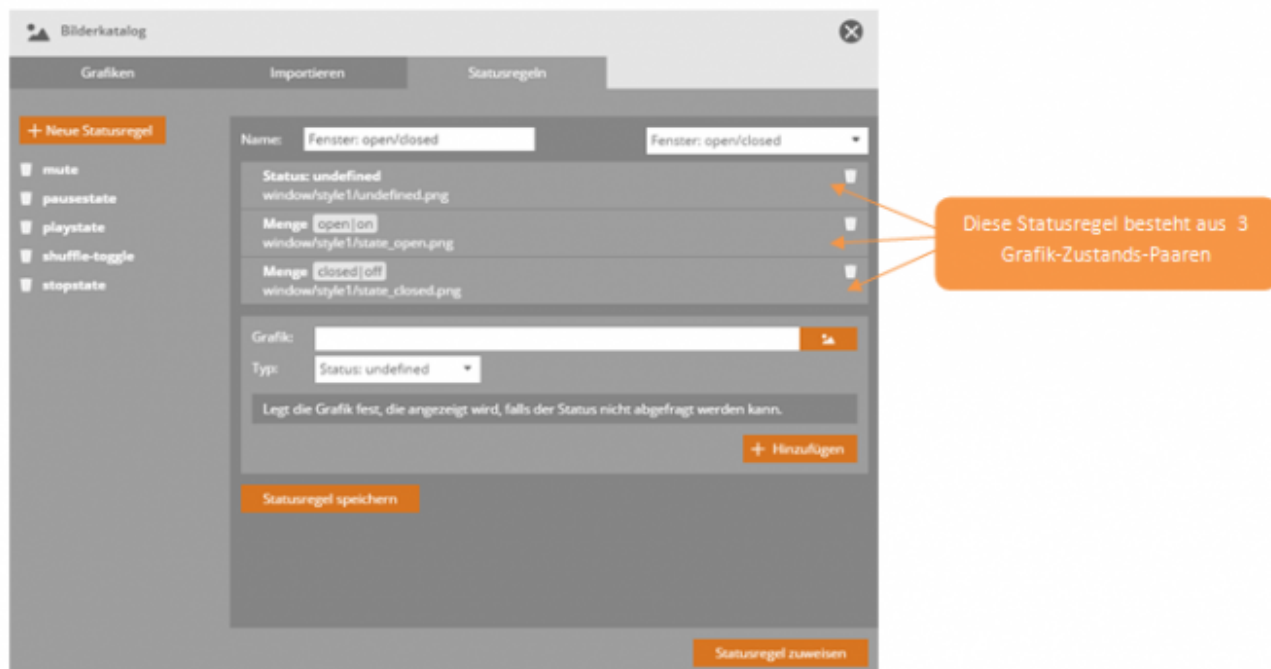 Bilderkatalog
Grafiken
Importieren
Statusregeln
+ Neue Statusregel
mute
pausestate
playstate
shuffle-toggle
stopstate
Name: Fenster: open/closed
Fenster: open/closed
Status: undefined
window/style1/undefined.png
Menge open|on
window/style1/state_open.png
Menge closed|off
window/style1/state_closed.png
Grafik:
Typ: Status: undefined
Legt die Grafik fest, die angezeigt wird, falls der Status nicht abgefragt werden kann.
+ Hinzufügen
Statusregel speichern
Statusregel zuweisen
Diese Statusregel besteht aus 3
Grafik-Zustands-Paaren